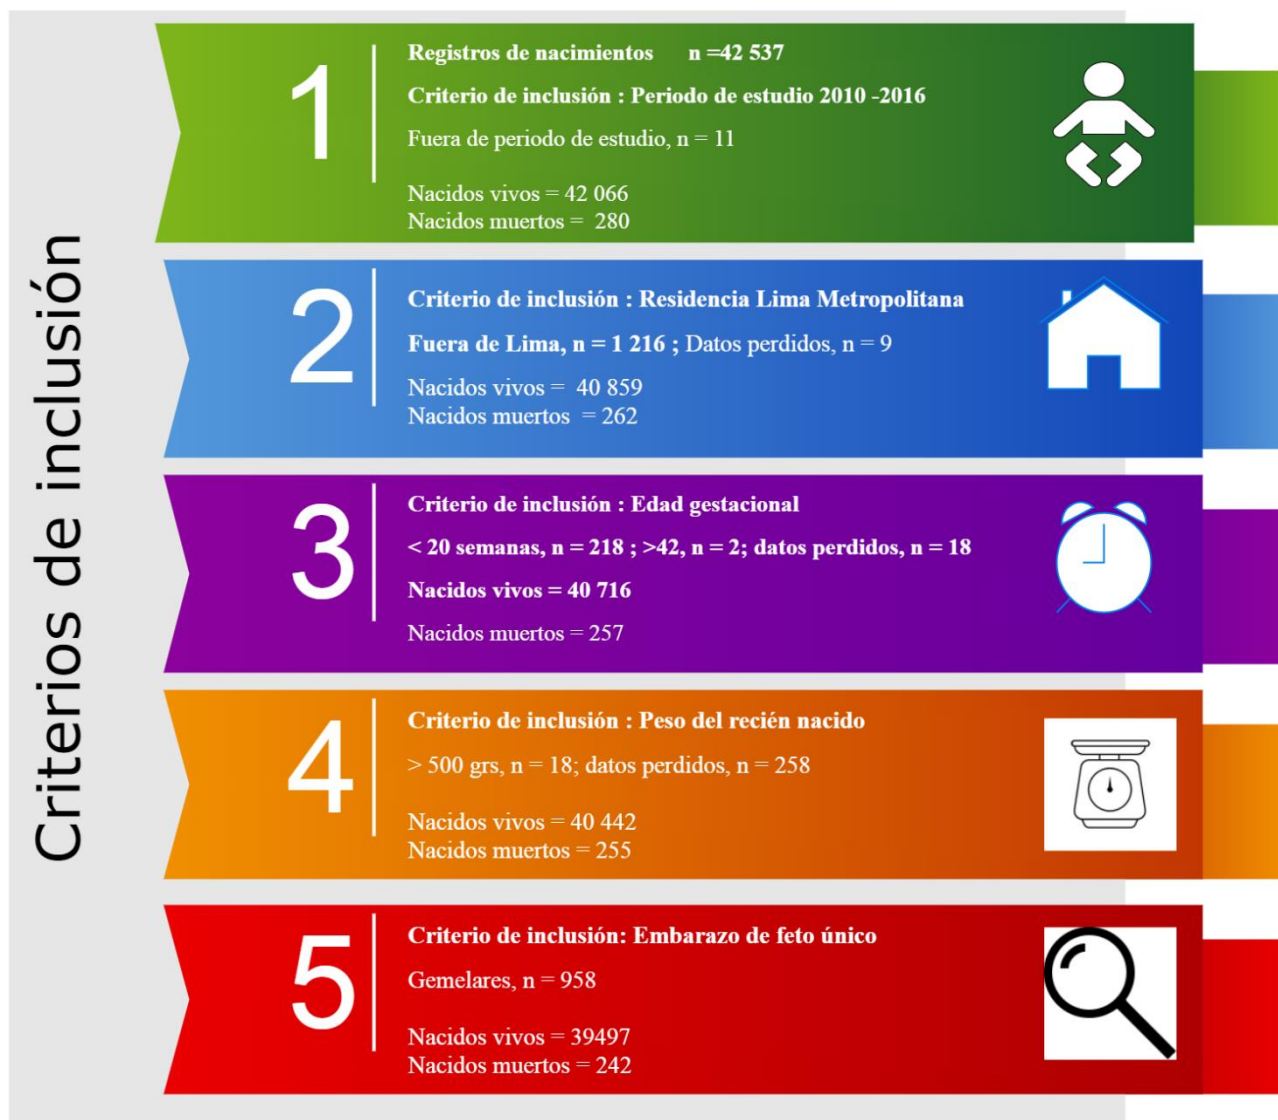 Criterios de inclusión
1
Registros de nacimientos n =42 537
Criterio de inclusión : Periodo de estudio 2010 -2016
Fuera de periodo de estudio, n = 11
Nacidos vivos = 42 066
Nacidos muertos = 280
2
Criterio de inclusión : Residencia Lima Metropolitana
Fuera de Lima, n = 1 216 ; Datos perdidos, n = 9
Nacidos vivos = 40 859
Nacidos muertos = 262
3
Criterio de inclusión : Edad gestacional
< 20 semanas, n = 218 ; >42, n = 2; datos perdidos, n = 18
Nacidos vivos = 40 716
Nacidos muertos = 257
4
Criterio de inclusión : Peso del recién nacido
> 500 grs, n = 18; datos perdidos, n = 258
Nacidos vivos = 40 442
Nacidos muertos = 255
5
Criterio de inclusión: Embarazo de feto único
Gemelares, n = 958
Nacidos vivos = 39497
Nacidos muertos = 242